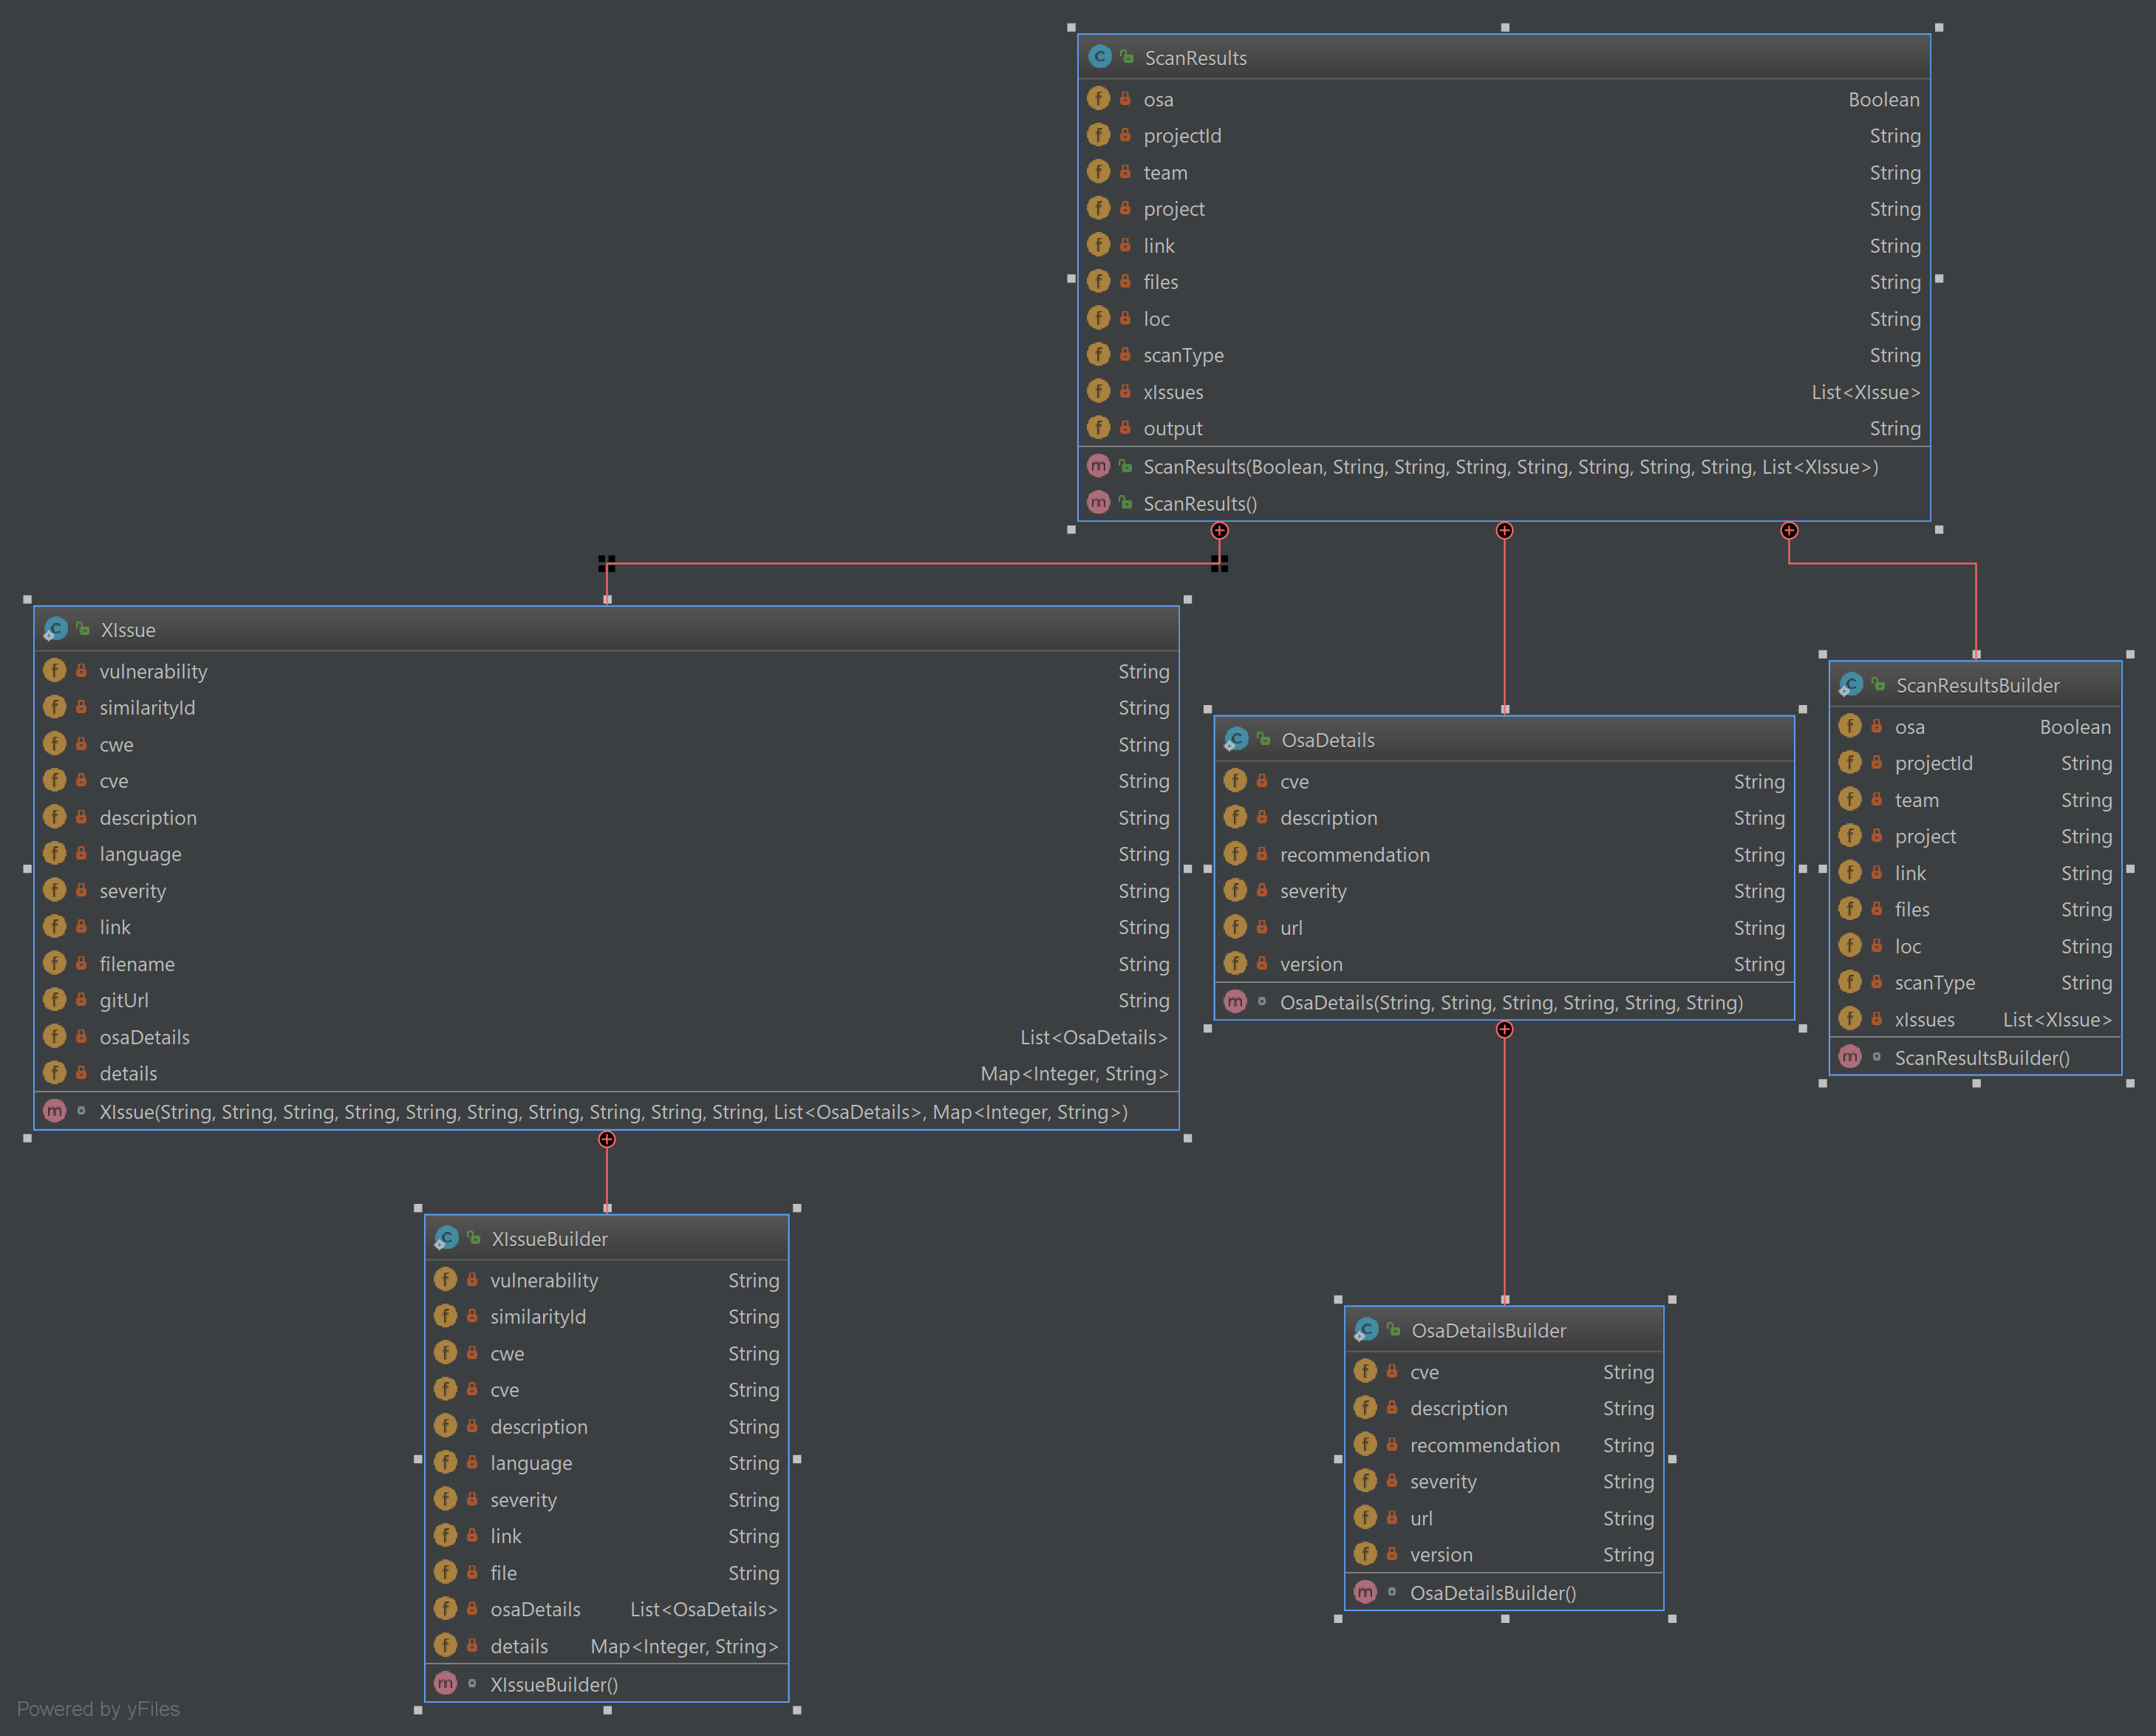 ScanResults
osa Boolean
projectId String
team String
project String
link String
files String
loc String
scanType String
xIssues List<XIssue>
output String
ScanResults(Boolean, String, String, String, String, String, String, String, List<XIssue>)
ScanResults()
XIssue
vulnerability String
similarityId String
cwe String
cve String
description String
language String
severity String
link String
filename String
gitUrl String
osaDetails List<OsaDetails>
details Map<Integer, String>
XIssue(String, String, String, String, String, String, String, String, String, String, List<OsaDetails>, Map<Integer, String>)
OsaDetails
cve String
description String
recommendation String
severity String
url String
version String
OsaDetails(String, String, String, String, String, String)
ScanResultsBuilder
osa Boolean
projectId String
team String
project String
link String
files String
loc String
scanType String
xIssues List<XIssue>
ScanResultsBuilder()
XIssueBuilder
vulnerability String
similarityId String
cwe String
cve String
description String
language String
severity String
link String
file String
osaDetails List<OsaDetails>
details Map<Integer, String>
XIssueBuilder()
OsaDetailsBuilder
cve String
description String
recommendation String
severity String
url String
version String
OsaDetailsBuilder()
Powered by yFiles